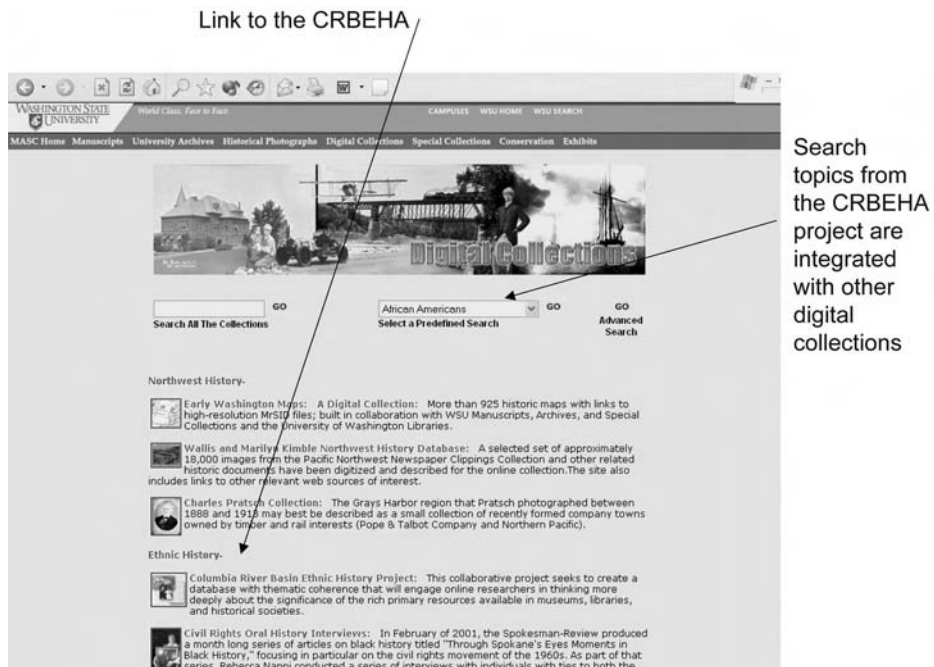 Link to the CRBEHA
WASHINGTON STATE
UNIVERSITY
World Class. Face to Face.
CAMPUSES WSU HOME WSU SEARCH
MASC Home Manuscripts University Archives Historical Photographs Digital Collections Special Collections Conservation Exhibits
Digital Collections
GO
Search All The Collections
African Americans
GO
Select a Predefined Search
GO
Advanced
Search
Search
topics from
the CRBEHA
project are
integrated
with other
digital
collections
Northwest History-
Early Washington Maps: A Digital Collection: More than 925 historic maps with links to
high-resolution MrSID files; built in collaboration with WSU Manuscripts, Archives, and Special
Collections and the University of Washington Libraries.
Wallis and Marilyn Kimble Northwest History Database: A selected set of approximately
18,000 images from the Pacific Northwest Newspaper Clippings Collection and other related
historic documents have been digitized and described for the online collection.The site also
includes links to other relevant web sources of interest.
Charles Pratsch Collection: The Grays Harbor region that Pratsch photographed between
1888 and 1913 may best be described as a small collection of recently formed company towns
owned by timber and rail interests (Pope & Talbot Company and Northern Pacific).
Ethnic History-
Columbia River Basin Ethnic History Project: This collaborative project seeks to create a
database with thematic coherence that will engage online researchers in thinking more
deeply about the significance of the rich primary resources available in museums, libraries,
and historical societies.
Civil Rights Oral History Interviews: In February of 2001, the Spokesman-Review produced
a month long series of articles on black history titled "Through Spokane's Eyes Moments in
Black History," focusing in particular on the civil rights movement of the 1960s. As part of that
series, Rebecca Nappi conducted a series of interviews with individuals with ties to both the